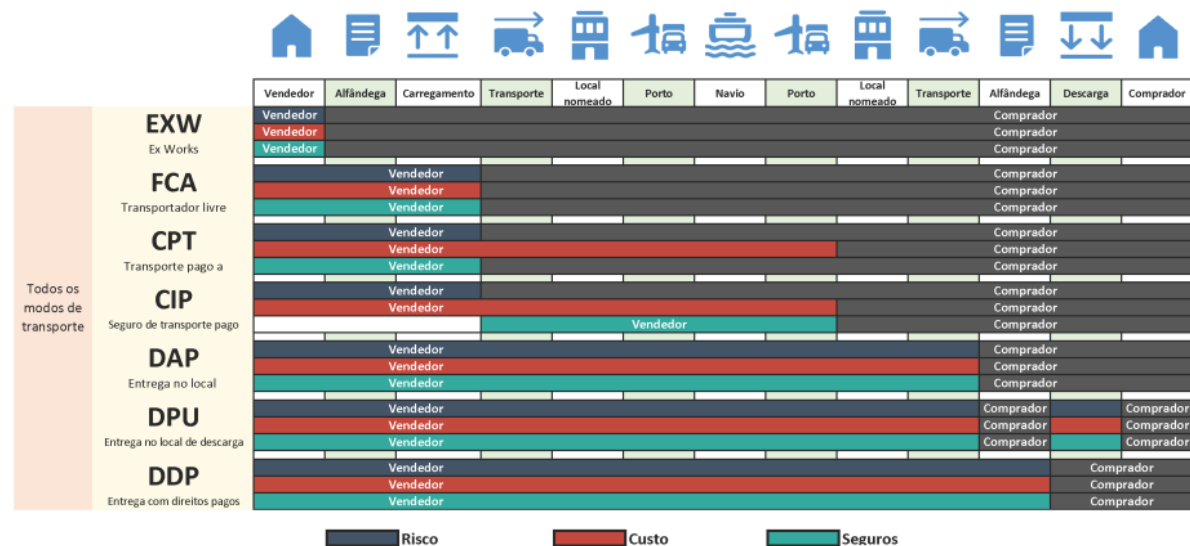 Vendedor Alfândega Carregamento Transporte Local nomeado Porto Navio Porto Local nomeado Transporte Alfândega Descarga Comprador
Todos os
modos de
transporte
EXW
Ex Works
Vendedor Comprador
Vendedor Comprador
Vendedor Comprador
FCA
Transportador livre
Vendedor Comprador
Vendedor Comprador
Vendedor Comprador
CPT
Transporte pago a
Vendedor Comprador
Vendedor Comprador
Vendedor Comprador
CIP
Seguro de transporte pago
Vendedor Comprador
Vendedor Comprador
Vendedor Comprador
DAP
Entrega no local
Vendedor Comprador
Vendedor Comprador
Vendedor Comprador
DPU
Entrega no local de descarga
Vendedor Comprador Comprador
Vendedor Comprador Comprador
Vendedor Comprador Comprador
DDP
Entrega com direitos pagos
Vendedor Comprador
Vendedor Comprador
Vendedor Comprador
Risco Custo Seguros